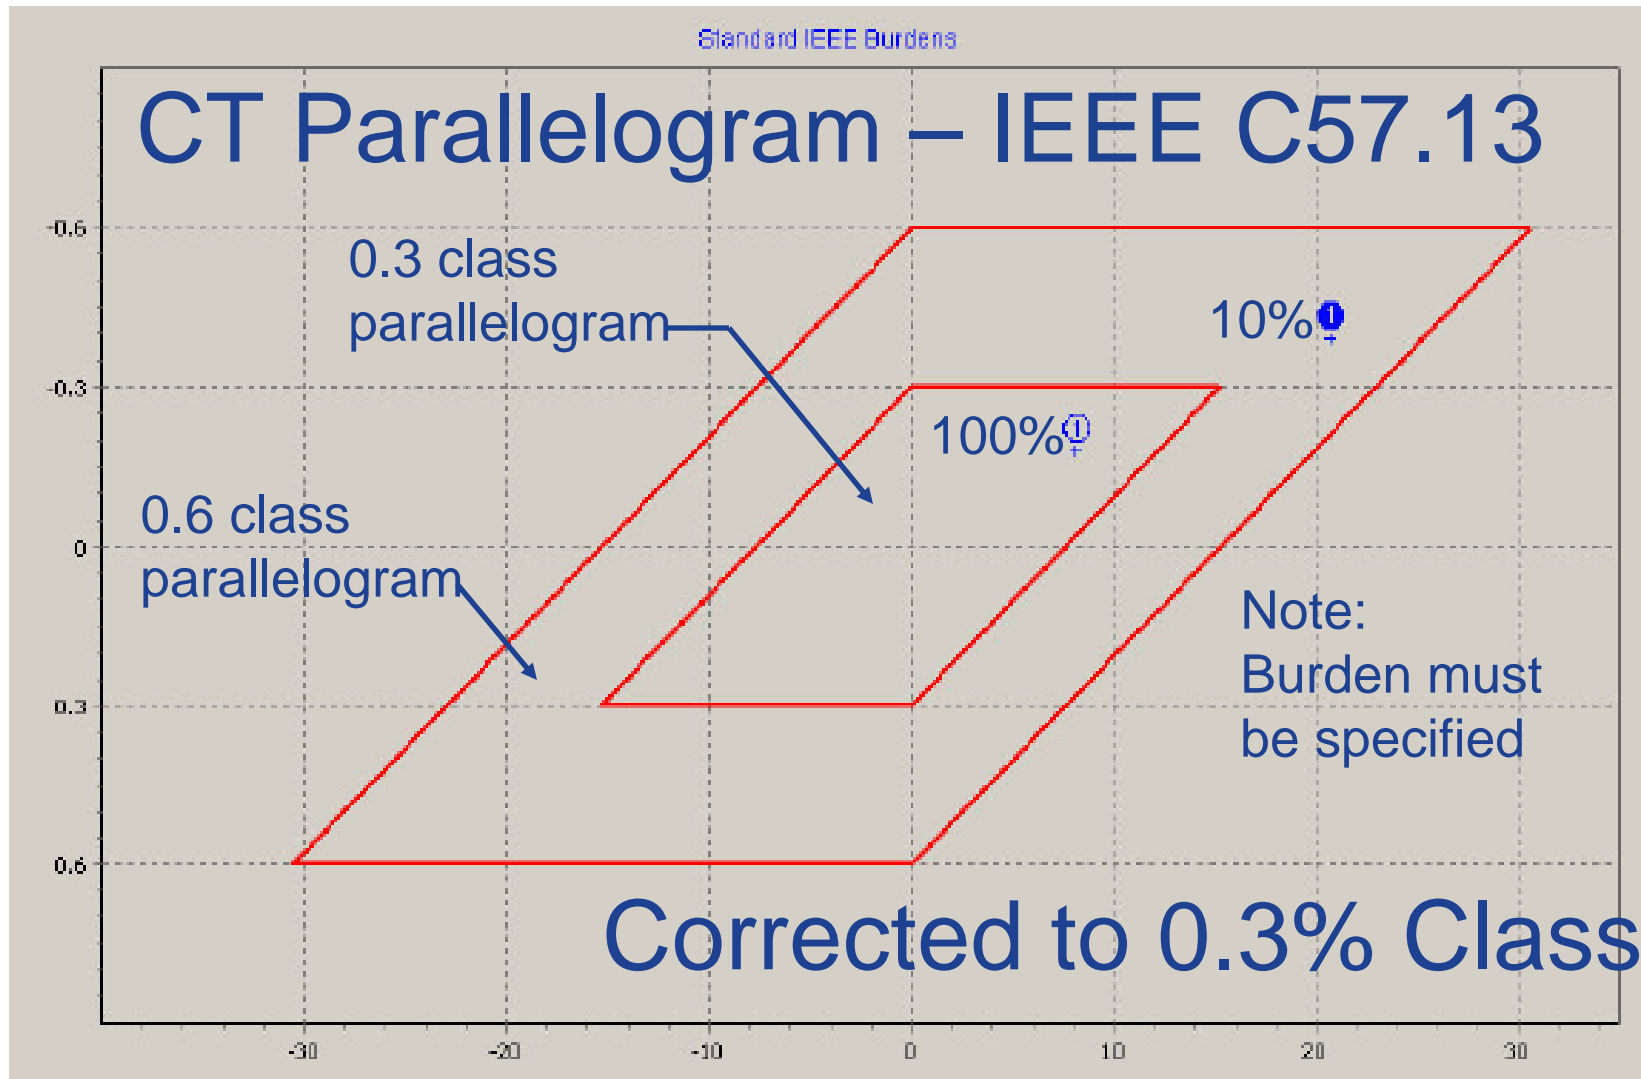 Standard IEEE Burdens
CT Parallelogram – IEEE C57.13
-0.6
0.3 class
parallelogram
10% 1
-0.3
100% 1
0.6 class
parallelogram
0
Note:
Burden must
be specified
0.3
0.6
Corrected to 0.3% Class
-30 -20 -10 0 10 20 30